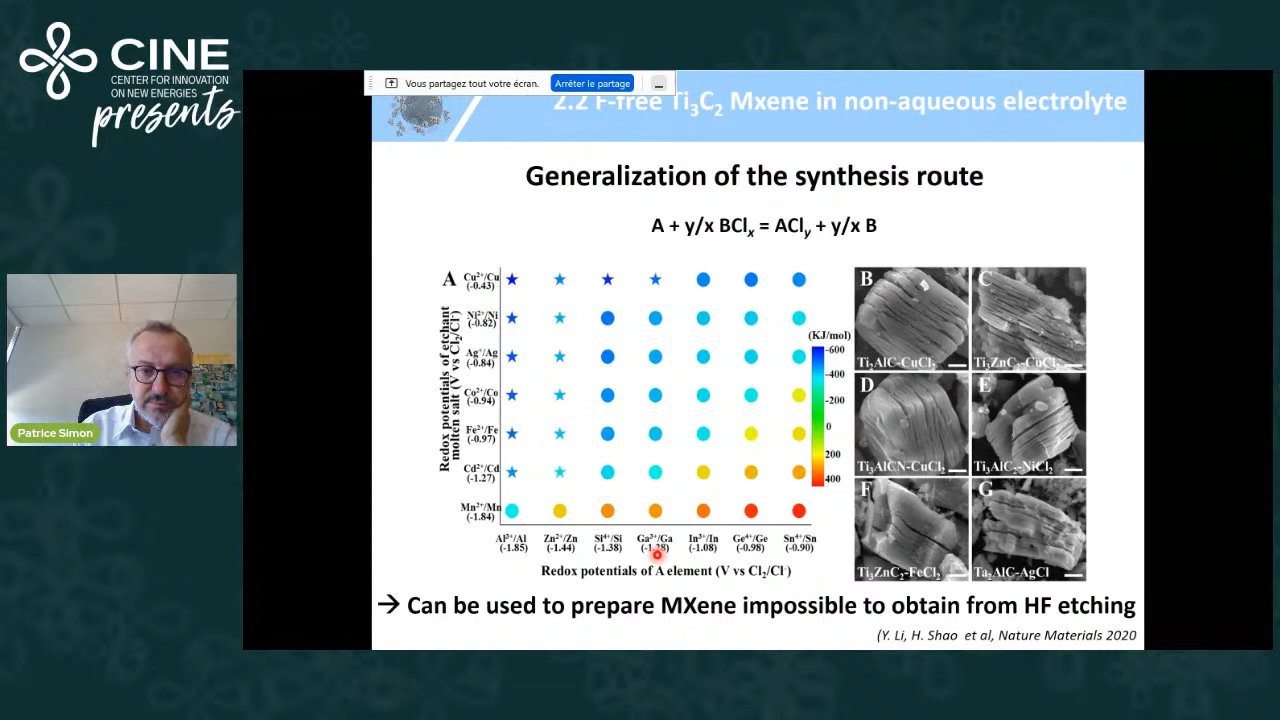 CINE
CENTER FOR INNOVATION
ON NEW ENERGIES
presents
Vous partagez tout votre écran.
Arrêter le partage
2.2 F-free Ti₃C₂ Mxene in non-aqueous electrolyte
Generalization of the synthesis route
A + y/x BClₓ = ACl_y + y/x B
A
Redox potentials of etchant
molten salt (V vs Cl₂/Cl⁻)
Cu²⁺/Cu
(-0.43)
Ni²⁺/Ni
(-0.82)
Ag⁺/Ag
(-0.84)
Co²⁺/Co
(-0.94)
Fe²⁺/Fe
(-0.97)
Cd²⁺/Cd
(-1.27)
Mn²⁺/Mn
(-1.84)
Al³⁺/Al
(-1.85)
Zn²⁺/Zn
(-1.44)
Si⁴⁺/Si
(-1.38)
Ga³⁺/Ga
In³⁺/In
(-1.08)
Ge⁴⁺/Ge
(-0.98)
Sn⁴⁺/Sn
(-0.90)
Redox potentials of A element (V vs Cl₂/Cl⁻)
(KJ/mol)
-600
-400
-200
0
200
400
B
Ti₂AlC-CuCl₂
C
Ti₃ZnC₂-CuCl₂
D
Ti₃AlCN-CuCl₂
E
Ti₃AlC₂-NiCl₂
F
Ti₃ZnC₂-FeCl₂
G
Ta₂AlC-AgCl
→ Can be used to prepare MXene impossible to obtain from HF etching
(Y. Li, H. Shao et al, Nature Materials 2020
Patrice Simon